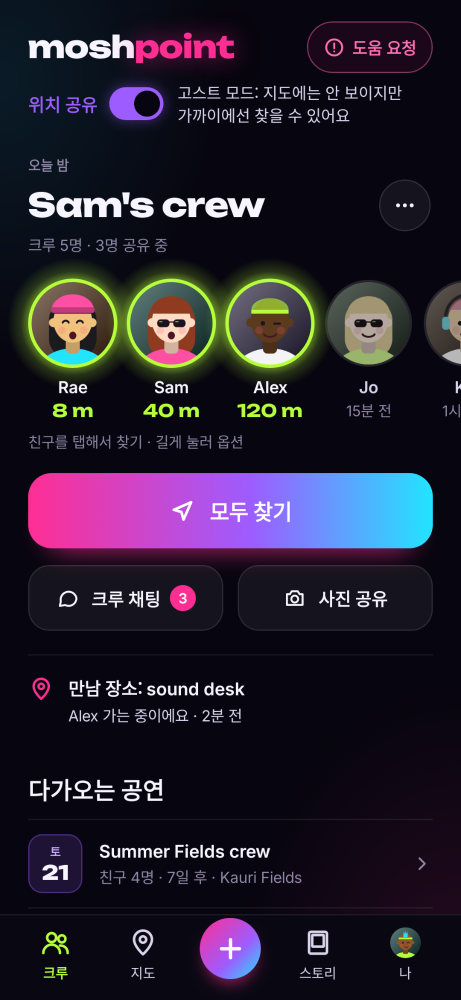 moshpoint
도움 요청
위치 공유
고스트 모드: 지도에는 안 보이지만
가까이에선 찾을 수 있어요
오늘 밤
Sam's crew
크루 5명 · 3명 공유 중
Rae
Sam
Alex
Jo
8 m
40 m
120 m
15분 전
친구를 탭해서 찾기 · 길게 눌러 옵션
모두 찾기
크루 채팅 3
사진 공유
만남 장소: sound desk
Alex 가는 중이에요 · 2분 전
다가오는 공연
토
21
Summer Fields crew
친구 4명 · 7일 후 · Kauri Fields
크루
지도
스토리
나